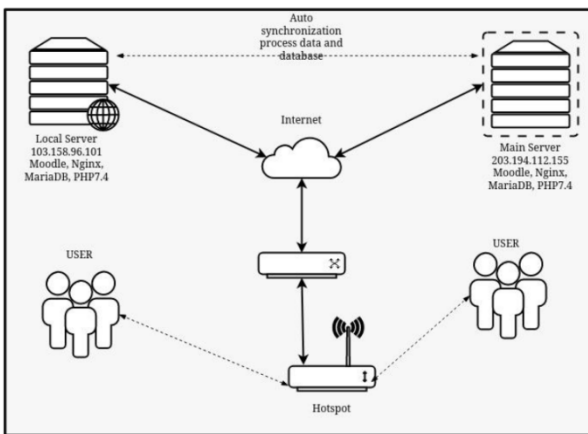 Auto
synchronization
process data and
database
Internet
Local Server
103.158.96.101
Moodle, Nginx,
MariaDB, PHP7.4
Main Server
203.194.112.155
Moodle, Nginx,
MariaDB, PHP7.4
USER
USER
Hotspot